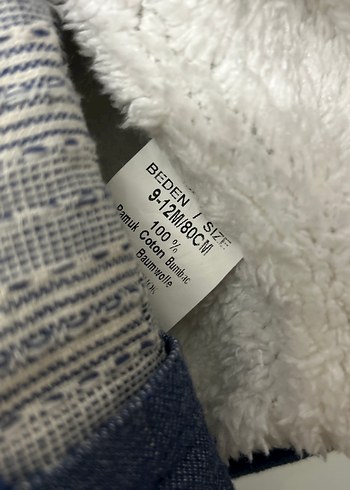 BEDEN / SIZE
9-12M/80CM
100 %
Pamuk Coton Bumbac
Baumwolle